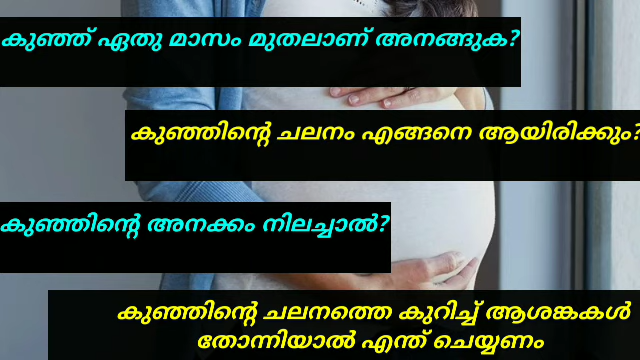 കുഞ്ഞ് ഏതു മാസം മുതലാണ് അനങ്ങുക?
കുഞ്ഞിന്റെ ചലനം എങ്ങനെ ആയിരിക്കും?
കുഞ്ഞിന്റെ അനക്കം നിലച്ചാൽ?
കുഞ്ഞിന്റെ ചലനത്തെ കുറിച്ച് ആശങ്കകൾ
തോന്നിയാൽ എന്ത് ചെയ്യണം